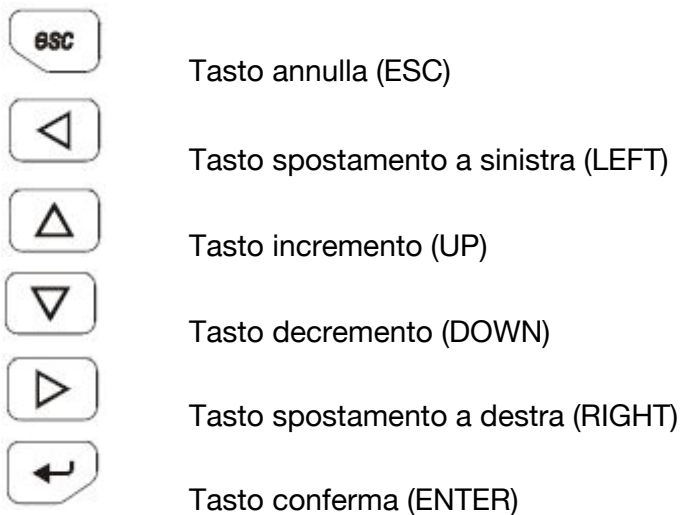 esc
Tasto annulla (ESC)
Tasto spostamento a sinistra (LEFT)
Tasto incremento (UP)
Tasto decremento (DOWN)
Tasto spostamento a destra (RIGHT)
Tasto conferma (ENTER)